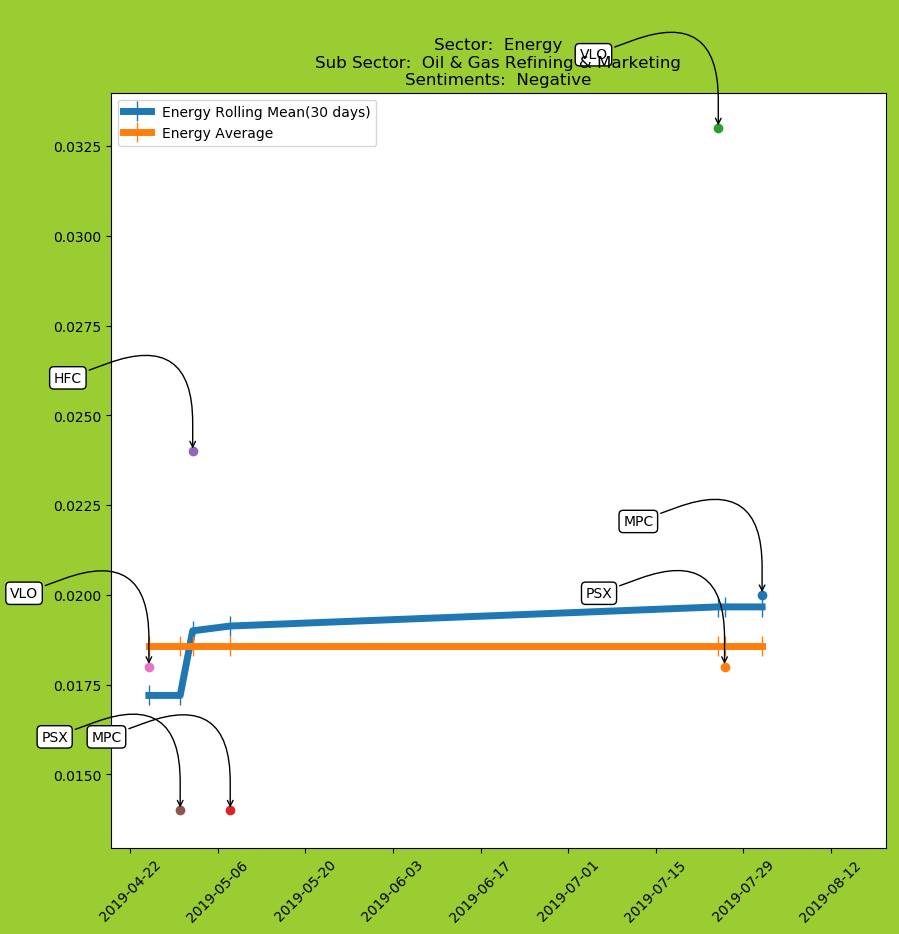 Sector:  Energy
Sub Sector:  Oil & Gas Refining & Marketing
Sentiments:  Negative
VLO
Energy Rolling Mean(30 days)
Energy Average
0.0325
0.0300
0.0275
HFC
0.0250
0.0225
MPC
VLO
0.0200
PSX
0.0175
PSX
MPC
0.0150
2019-04-22
2019-05-06
2019-05-20
2019-06-03
2019-06-17
2019-07-01
2019-07-15
2019-07-29
2019-08-12